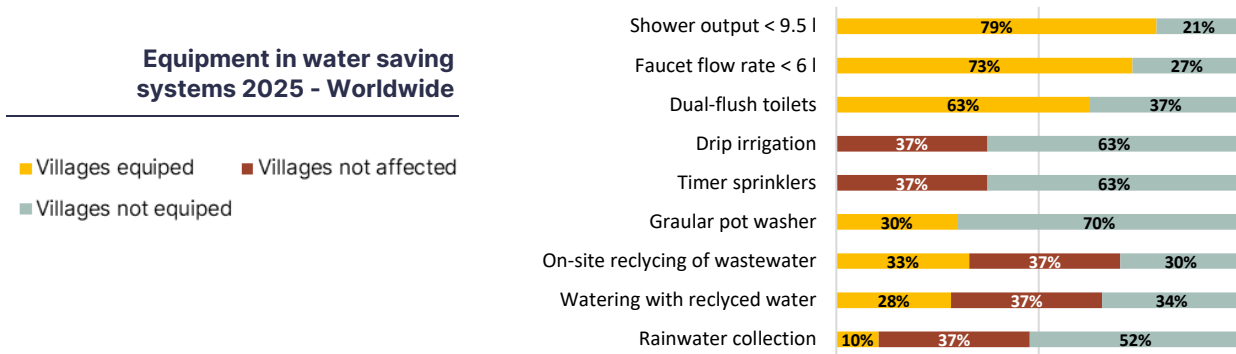 Equipment in water saving
systems 2025 - Worldwide
Villages equiped
Villages not affected
Villages not equiped
Shower output < 9.5 l
79%
21%
Faucet flow rate < 6 l
73%
27%
Dual-flush toilets
63%
37%
Drip irrigation
37%
63%
Timer sprinklers
37%
63%
Graular pot washer
30%
70%
On-site reclycing of wastewater
33%
37%
30%
Watering with reclyced water
28%
37%
34%
Rainwater collection
10%
37%
52%